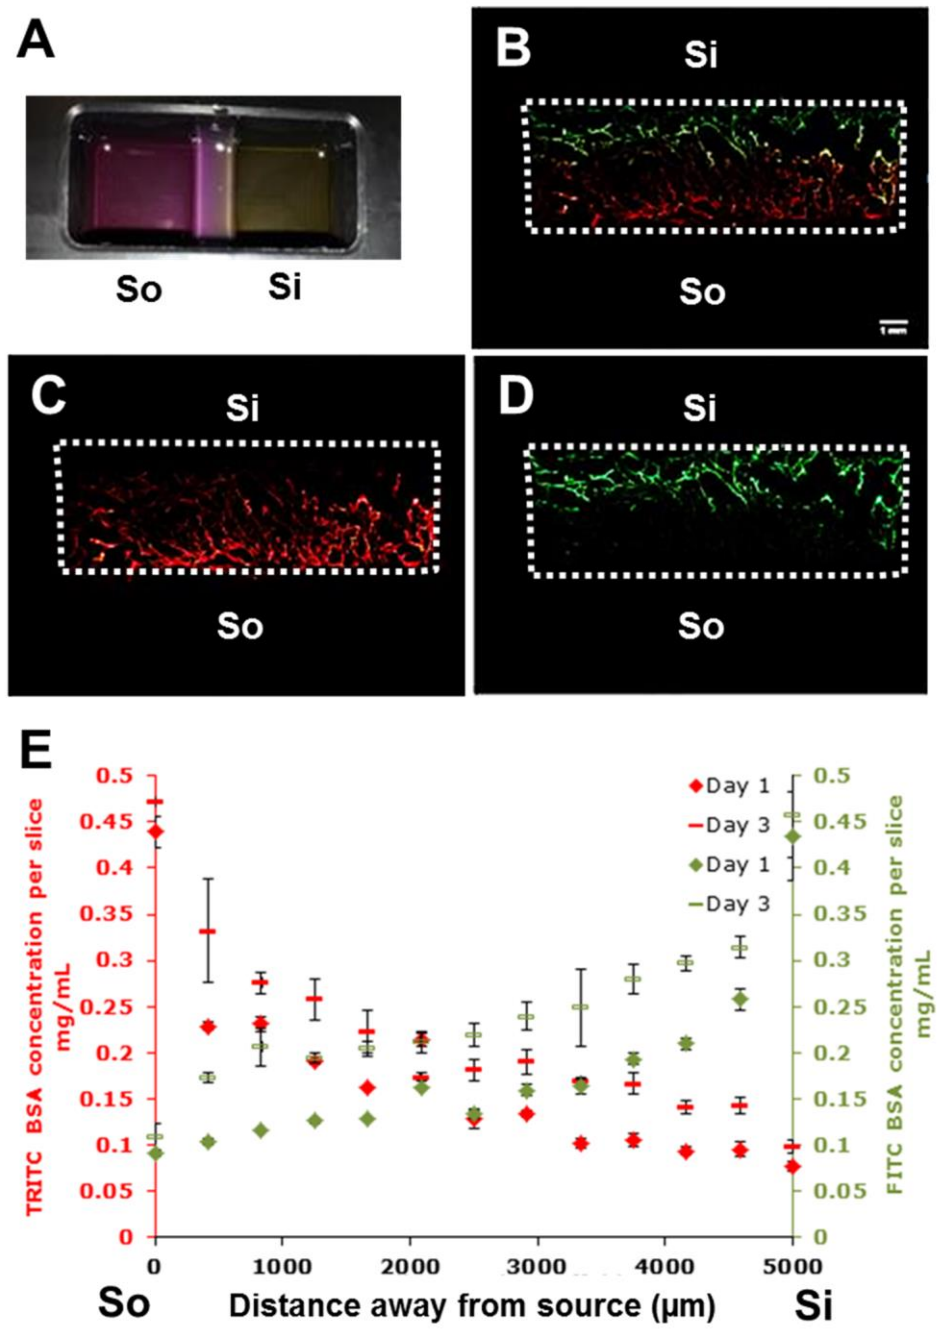 A
So
Si
B
Si
So
1 mm
C
Si
So
D
Si
So
E
TRITC BSA concentration per slice
mg/mL
0.5
0.45
0.4
0.35
0.3
0.25
0.2
0.15
0.1
0.05
0
Day 1
Day 3
Day 1
Day 3
0.5
0.45
0.4
0.35
0.3
0.25
0.2
0.15
0.1
0.05
0
FITC BSA concentration per slice
mg/mL
0 1000 2000 3000 4000 5000
So Distance away from source (µm) Si